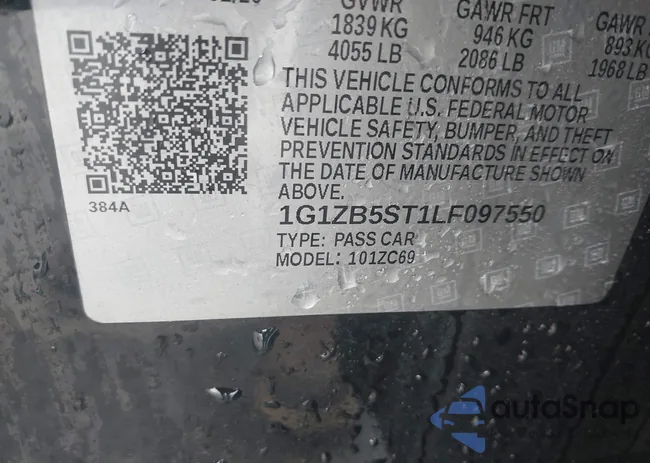 GVWR GAWR FRT GAWR
1839 KG 946 KG 893 KG
4055 LB 2086 LB 1968 LB
THIS VEHICLE CONFORMS TO ALL
APPLICABLE U.S. FEDERAL MOTOR
VEHICLE SAFETY, BUMPER, AND THEFT
PREVENTION STANDARDS IN EFFECT ON
THE DATE OF MANUFACTURE SHOWN
ABOVE.
384A
1G1ZB5ST1LF097550
TYPE: PASS CAR
MODEL: 101ZC69
autoSnap